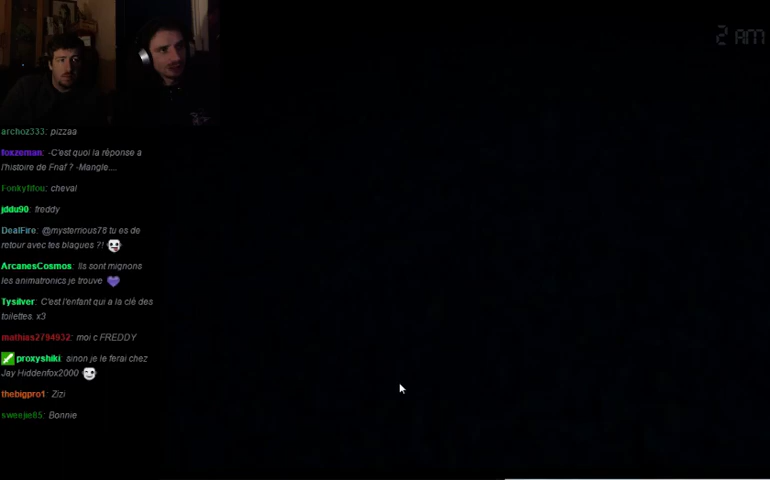 2 AM
archoz333: pizzaa
foxzeman: -C'est quoi la réponse a
l'histoire de Fnaf ? -Mangle....
Fonkyfifou: cheval
jddu90: freddy
DealFire: @mysterrious78 tu es de
retour avec tes blagues ?!
ArcanesCosmos: Ils sont mignons
les animatronics je trouve
Tysilver: C'est l'enfant qui a la clé des
toilettes. x3
mathias2794932: moi c FREDDY
proxyshiki: sinon je le ferai chez
Jay Hiddenfox2000
thebigpro1: Zizi
sweejie85: Bonnie